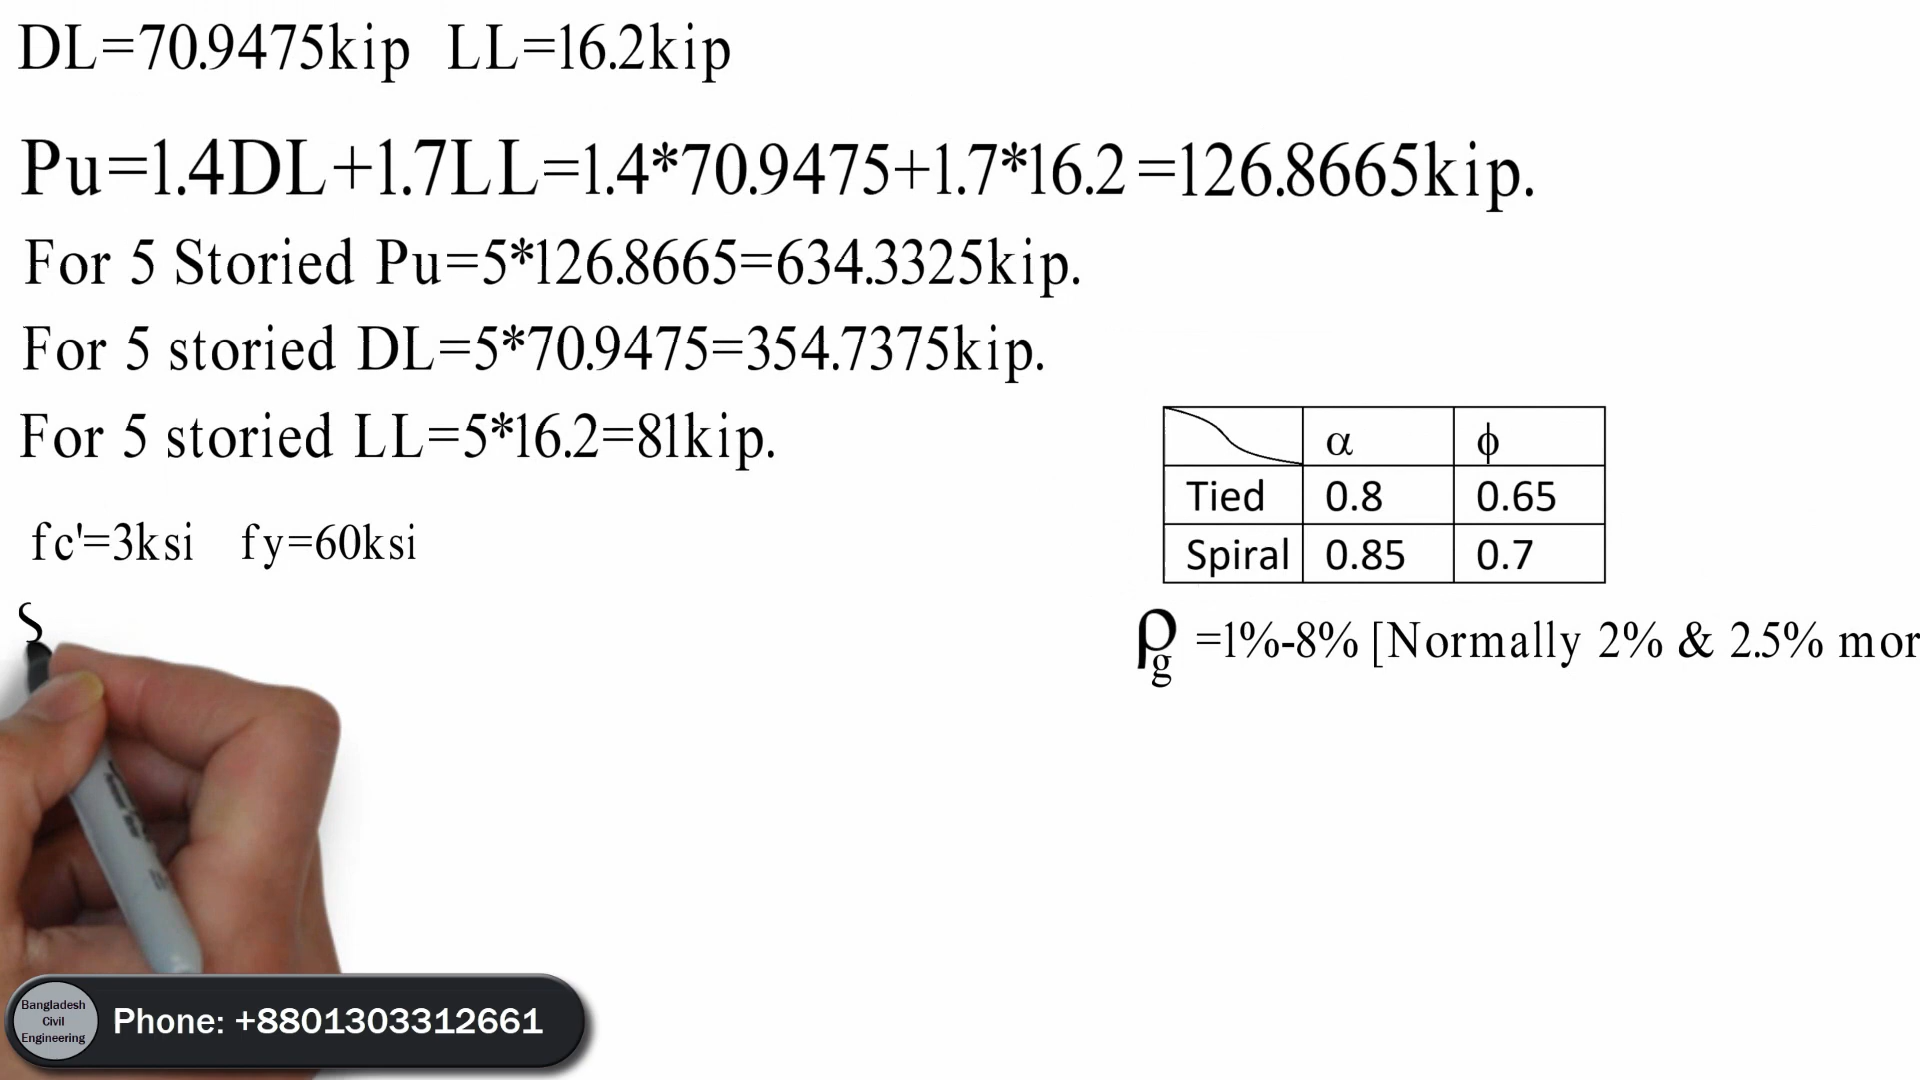 DL=70.9475kip LL=16.2kip
Pu=1.4DL+1.7LL=1.4*70.9475+1.7*16.2=126.8665kip.
For 5 Storied Pu=5*126.8665=634.3325kip.
For 5 storied DL=5*70.9475=354.7375kip.
For 5 storied LL=5*16.2=81kip.
α ϕ
Tied 0.8 0.65
Spiral 0.85 0.7
fc'=3ksi fy=60ksi
S
ρg =1%-8% [Normally 2% & 2.5% mor
Bangladesh
Civil
Engineering
Phone: +8801303312661